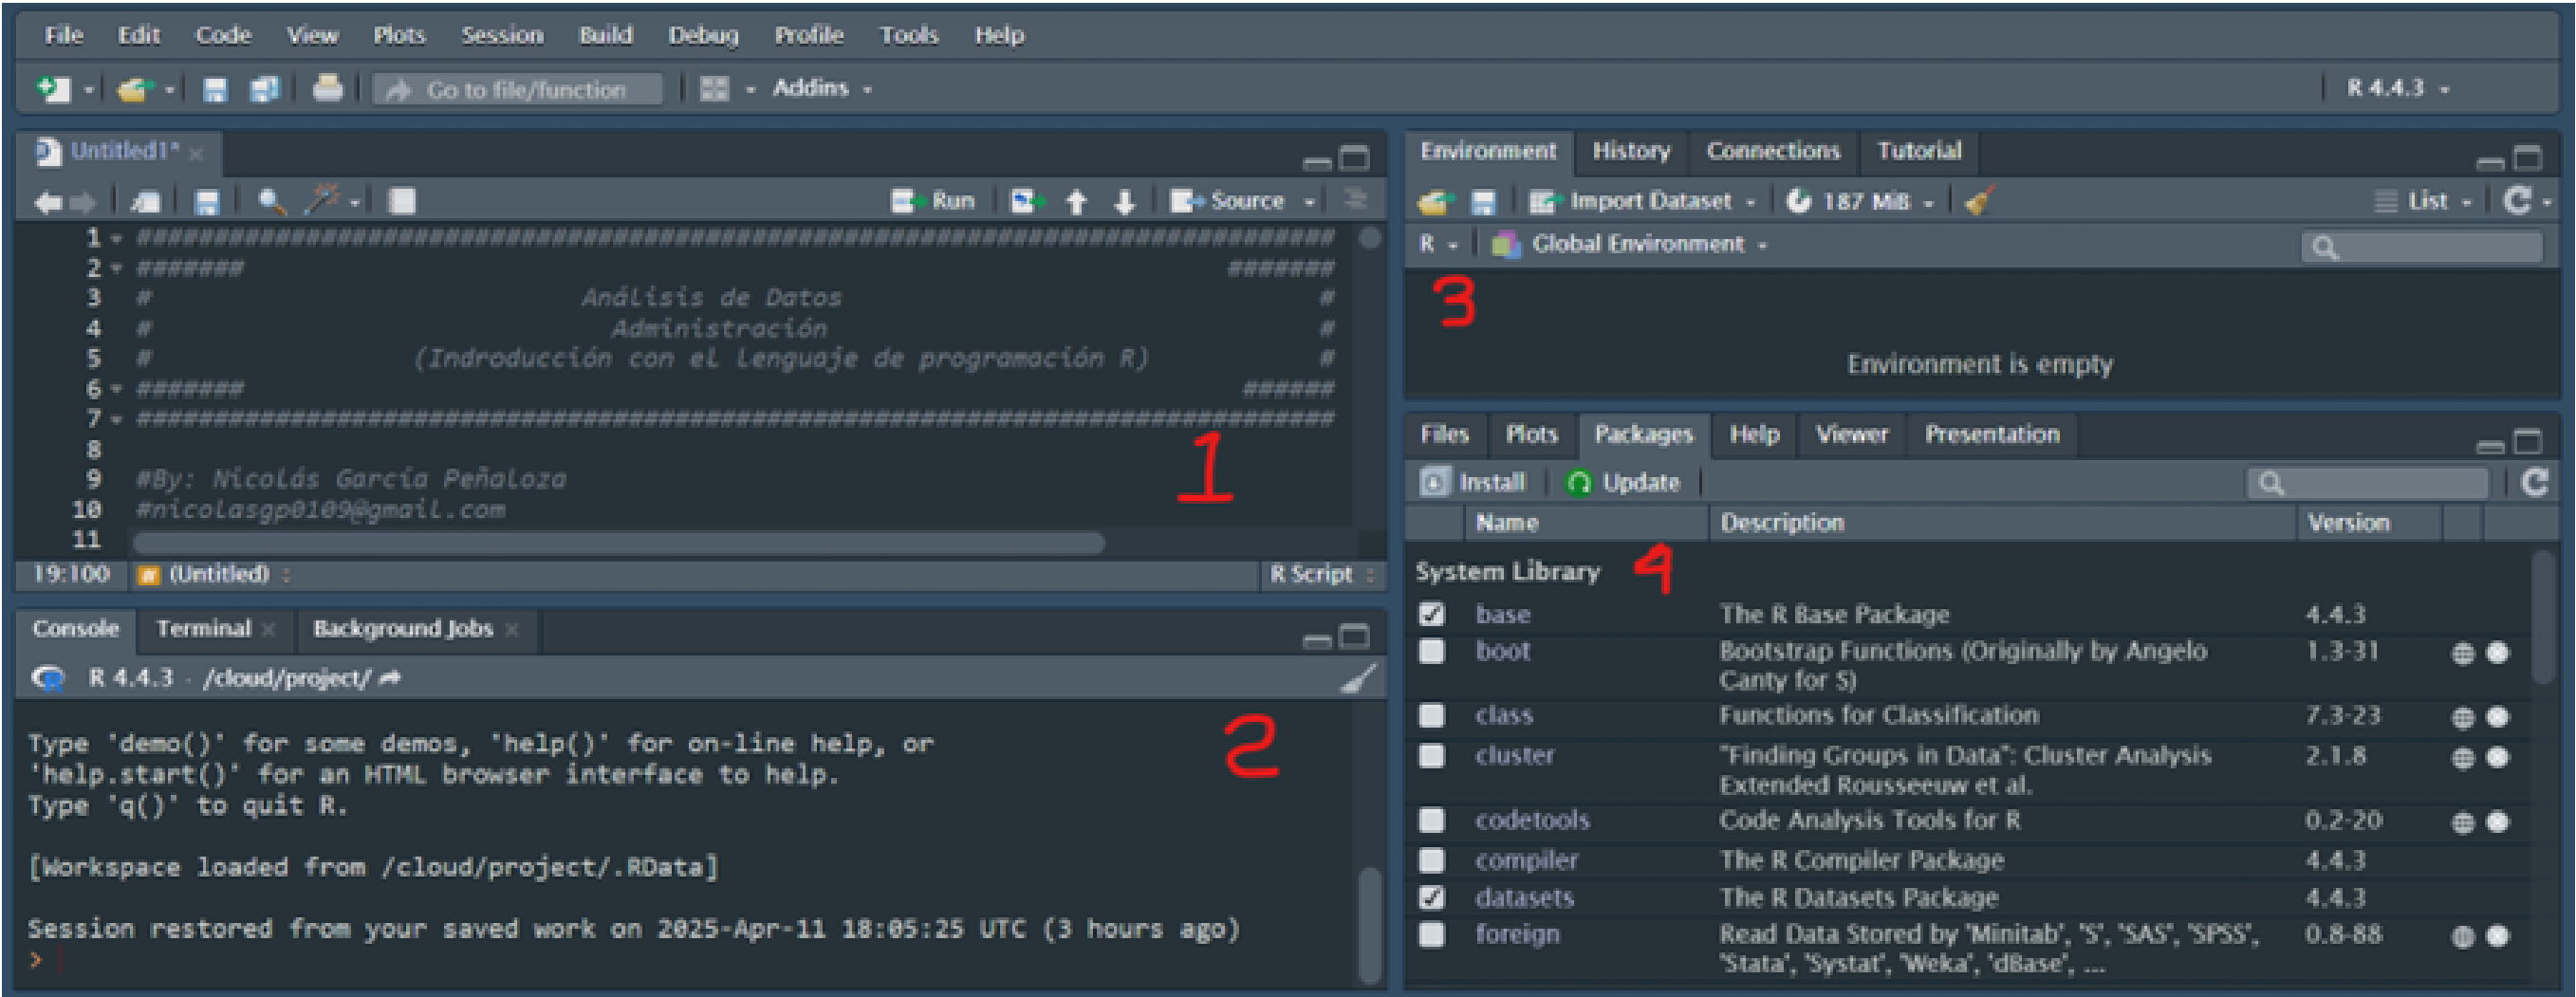 File Edit Code View Plots Session Build Debug Profile Tools Help
Go to file/function Addins R 4.4.3
Untitled1*
Run Source
1 ##############################################################################
2 ####### #######
3 # Análisis de Datos #
4 # Administración #
5 # (Indroducción con el Lenguaje de programación R) #
6 ####### ######
7 ##############################################################################
8
9 #By: Nicolás García Peñaloza
10 #nicolasgp0109@gmail.com
11
1
19:100 # (Untitled) R Script
Console Terminal Background Jobs
R 4.4.3 · /cloud/project/
2
Type 'demo()' for some demos, 'help()' for on-line help, or
'help.start()' for an HTML browser interface to help.
Type 'q()' to quit R.
[Workspace loaded from /cloud/project/.RData]
Session restored from your saved work on 2025-Apr-11 18:05:25 UTC (3 hours ago)
>
Environment History Connections Tutorial
Import Dataset 187 MiB List
R Global Environment
3
Environment is empty
Files Plots Packages Help Viewer Presentation
Install Update
Name Description Version
System Library 4
base The R Base Package 4.4.3
boot Bootstrap Functions (Originally by Angelo 1.3-31
Canty for S)
class Functions for Classification 7.3-23
cluster "Finding Groups in Data": Cluster Analysis 2.1.8
Extended Rousseeuw et al.
codetools Code Analysis Tools for R 0.2-20
compiler The R Compiler Package 4.4.3
datasets The R Datasets Package 4.4.3
foreign Read Data Stored by 'Minitab', 'S', 'SAS', 'SPSS', 0.8-88
'Stata', 'Systat', 'Weka', 'dBase', ...